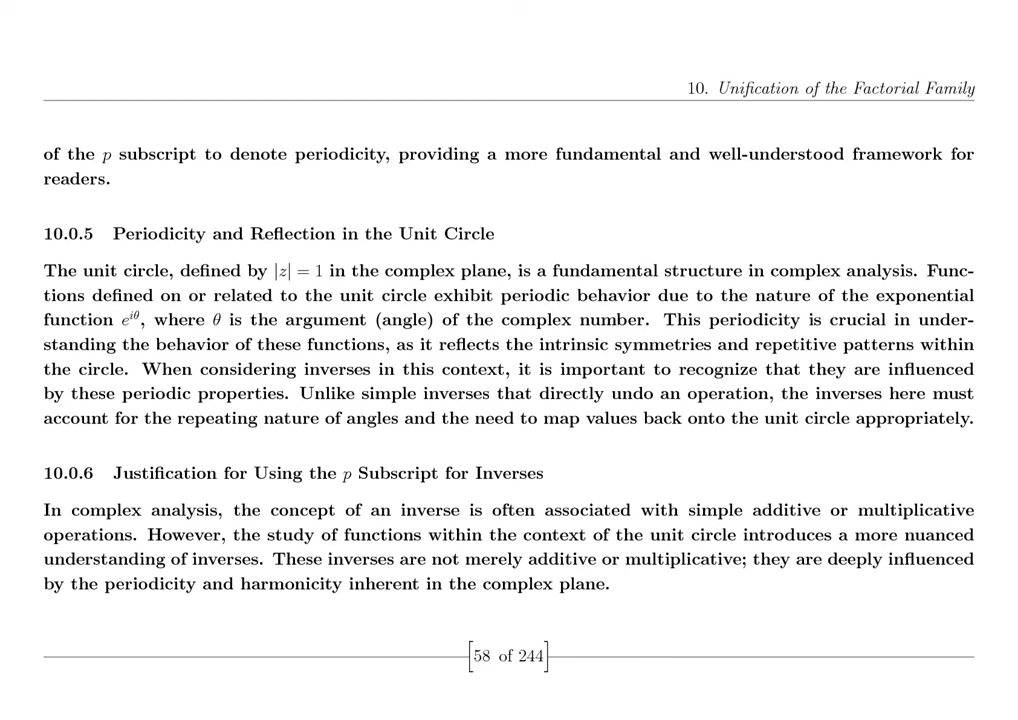 10. Unification of the Factorial Family
of the p subscript to denote periodicity, providing a more fundamental and well-understood framework for
readers.
10.0.5 Periodicity and Reflection in the Unit Circle
The unit circle, defined by |z| = 1 in the complex plane, is a fundamental structure in complex analysis. Func-
tions defined on or related to the unit circle exhibit periodic behavior due to the nature of the exponential
function e^{iθ}, where θ is the argument (angle) of the complex number. This periodicity is crucial in under-
standing the behavior of these functions, as it reflects the intrinsic symmetries and repetitive patterns within
the circle. When considering inverses in this context, it is important to recognize that they are influenced
by these periodic properties. Unlike simple inverses that directly undo an operation, the inverses here must
account for the repeating nature of angles and the need to map values back onto the unit circle appropriately.
10.0.6 Justification for Using the p Subscript for Inverses
In complex analysis, the concept of an inverse is often associated with simple additive or multiplicative
operations. However, the study of functions within the context of the unit circle introduces a more nuanced
understanding of inverses. These inverses are not merely additive or multiplicative; they are deeply influenced
by the periodicity and harmonicity inherent in the complex plane.
[58 of 244]